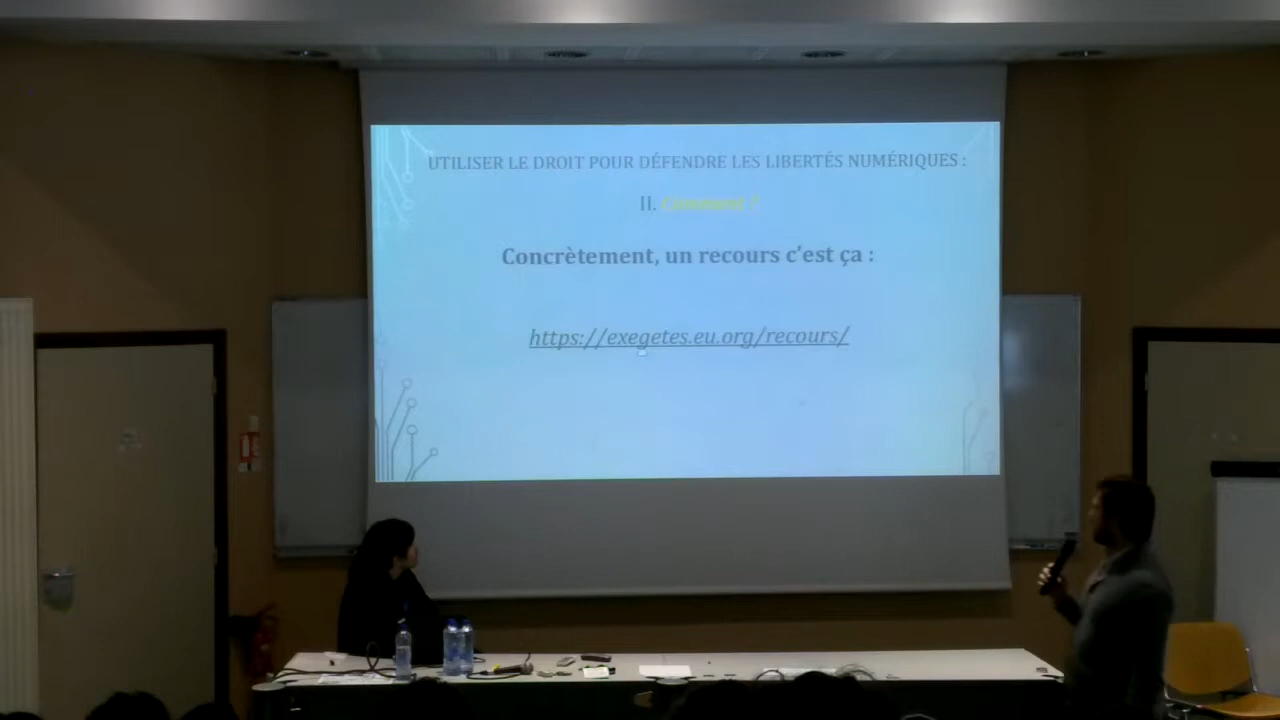 UTILISER LE DROIT POUR DÉFENDRE LES LIBERTÉS NUMÉRIQUES :
II. Comment ?
Concrètement, un recours c'est ça :
https://exegetes.eu.org/recours/